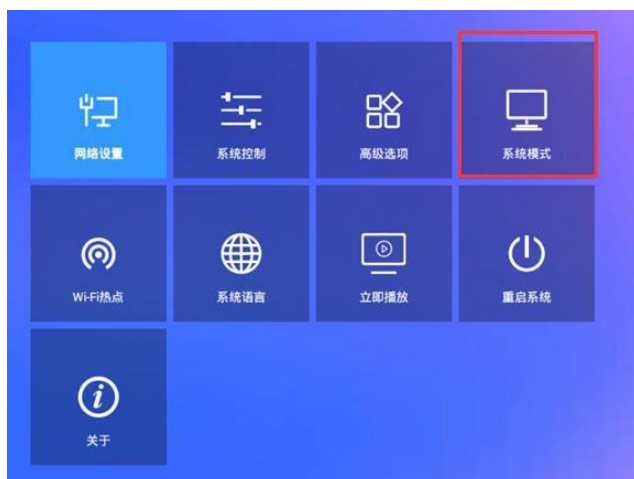 网络设置
系统控制
高级选项
系统模式
Wi-Fi热点
系统语言
立即播放
重启系统
关于